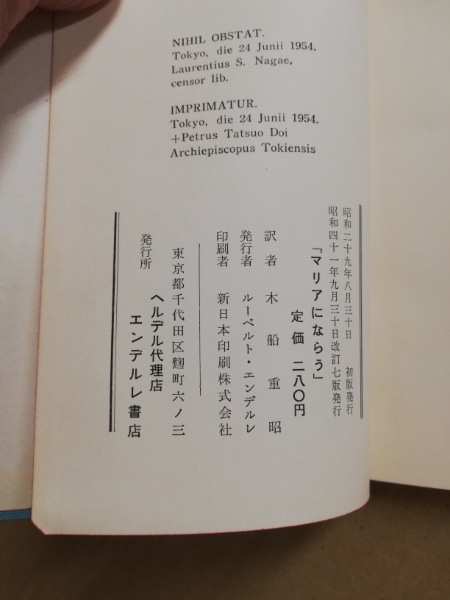 NIHIL OBSTAT.
Tokyo, die 24 Junii 1954.
Laurentius S. Nagae,
censor lib.
IMPRIMATUR.
Tokyo, die 24 Junii 1954.
+Petrus Tatsuo Doi
Archiepiscopus Tokiensis
昭和二十九年八月三十日 初版発行
昭和四十一年九月三十日改訂七版発行
「マリアにならう」
定価 二八〇円
訳者 木船重昭
発行者 ルーペルト・エンデルレ
印刷者 新日本印刷株式会社
東京都千代田区麴町六ノ三
発行所 ヘルデル代理店
エンデルレ書店